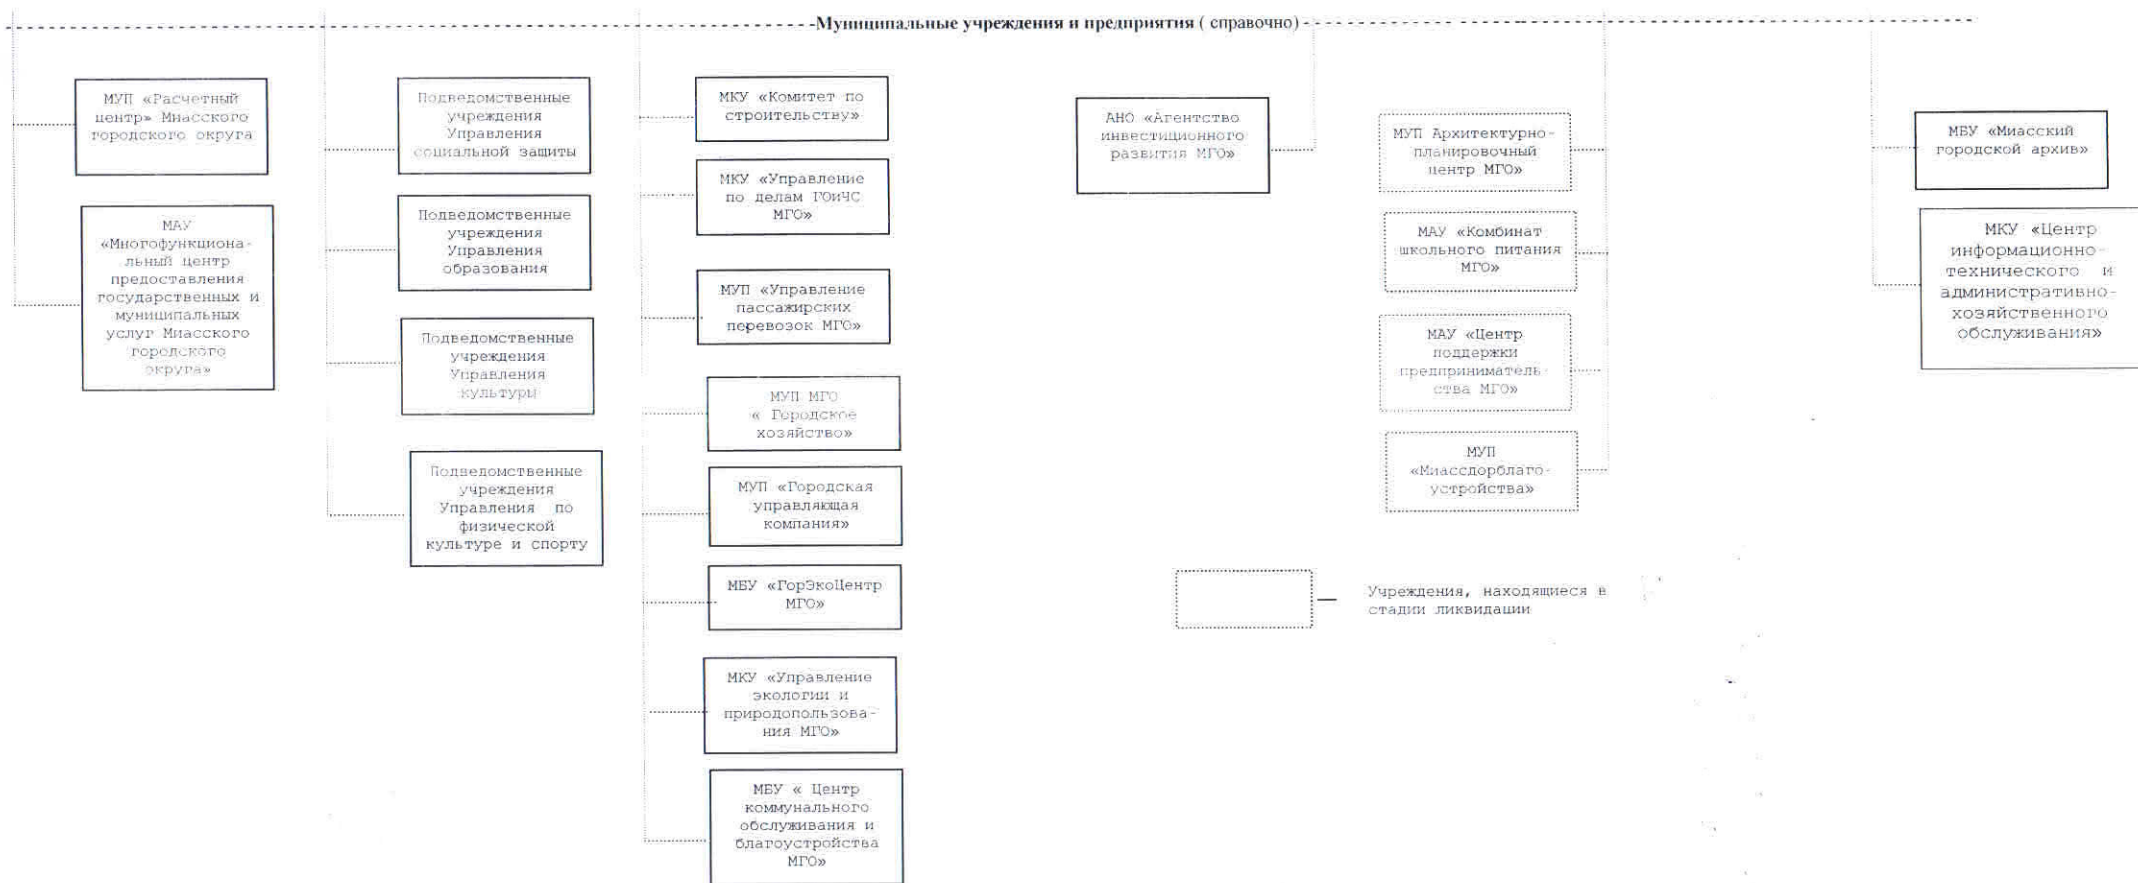 Муниципальные учреждения и предприятия ( справочно)
МУП «Расчетный
центр» Миасского
городского округа
МАУ
«Многофункциона-
льный центр
предоставления
государственных и
муниципальных
услуг Миасского
городского
округа»
Подведомственные
учреждения
Управления
социальной защиты
Подведомственные
учреждения
Управления
образования
Подведомственные
учреждения
Управления
культуры
Подведомственные
учреждения
Управления по
физической
культуре и спорту
МКУ «Комитет по
строительству»
МКУ «Управление
по делам ГОиЧС
МГО»
МУП «Управление
пассажирских
перевозок МГО»
МУП МГО
« Городское
хозяйство»
МУП «Городская
управляющая
компания»
МБУ «ГорЭкоЦентр
МГО»
МКУ «Управление
экологии и
природопользова-
ния МГО»
МБУ « Центр
коммунального
обслуживания и
благоустройства
МГО»
АНО «Агентство
инвестиционного
развития МГО»
МУП Архитектурно-
планировочный
центр МГО»
МАУ «Комбинат
школьного питания
МГО»
МАУ «Центр
поддержки
предприниматель-
ства МГО»
МУП
«Миассдорблаго-
устройства»
Учреждения, находящиеся в
стадии ликвидации
МБУ «Миасский
городской архив»
МКУ «Центр
информационно-
технического и
административно-
хозяйственного
обслуживания»